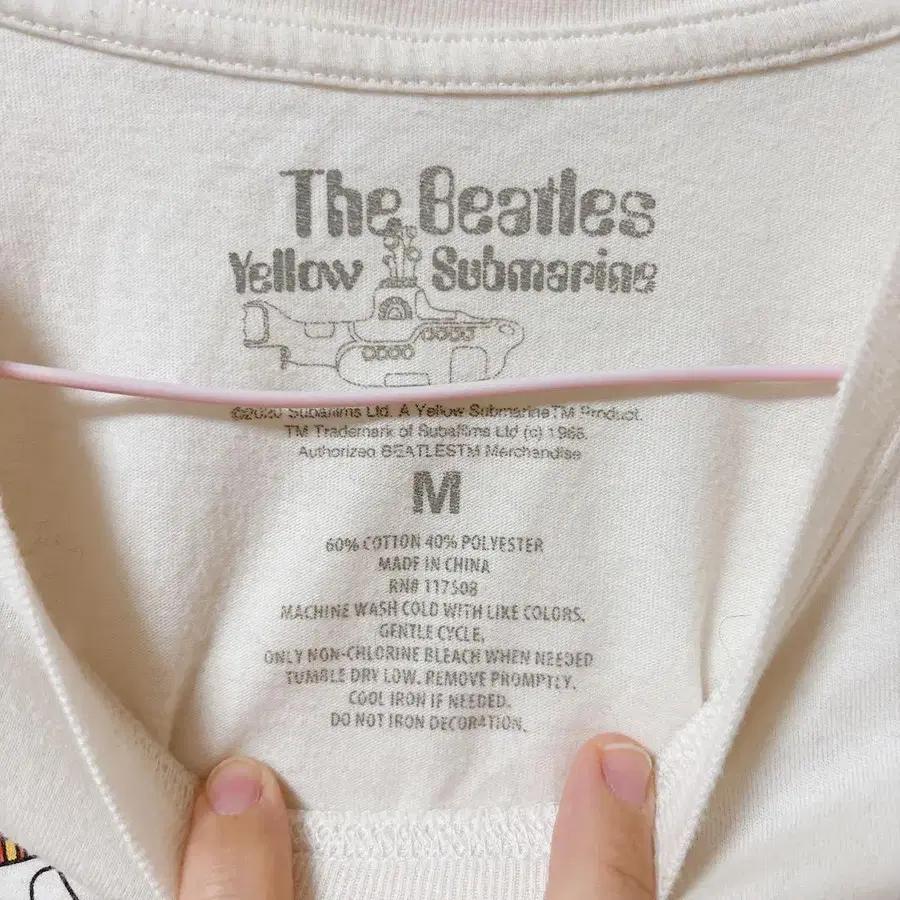 The Beatles
Yellow Submarine
©2020 Subafilms Ltd. A Yellow SubmarineTM Product.
TM Trademark of Subafilms Ltd (c) 1968.
Authorized BEATLESTM Merchandise
M
60% COTTON 40% POLYESTER
MADE IN CHINA
RN# 117508
MACHINE WASH COLD WITH LIKE COLORS.
GENTLE CYCLE.
ONLY NON-CHLORINE BLEACH WHEN NEEDED
TUMBLE DRY LOW. REMOVE PROMPTLY.
COOL IRON IF NEEDED.
DO NOT IRON DECORATION.